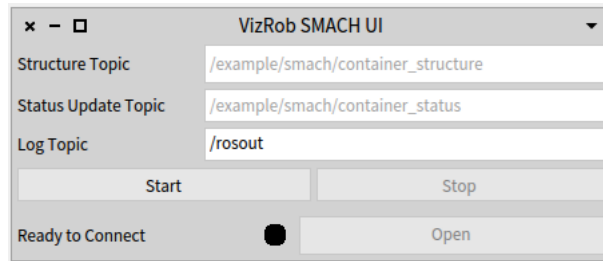 VizRob SMACH UI
Structure Topic /example/smach/container_structure
Status Update Topic /example/smach/container_status
Log Topic /rosout
Start Stop
Ready to Connect Open